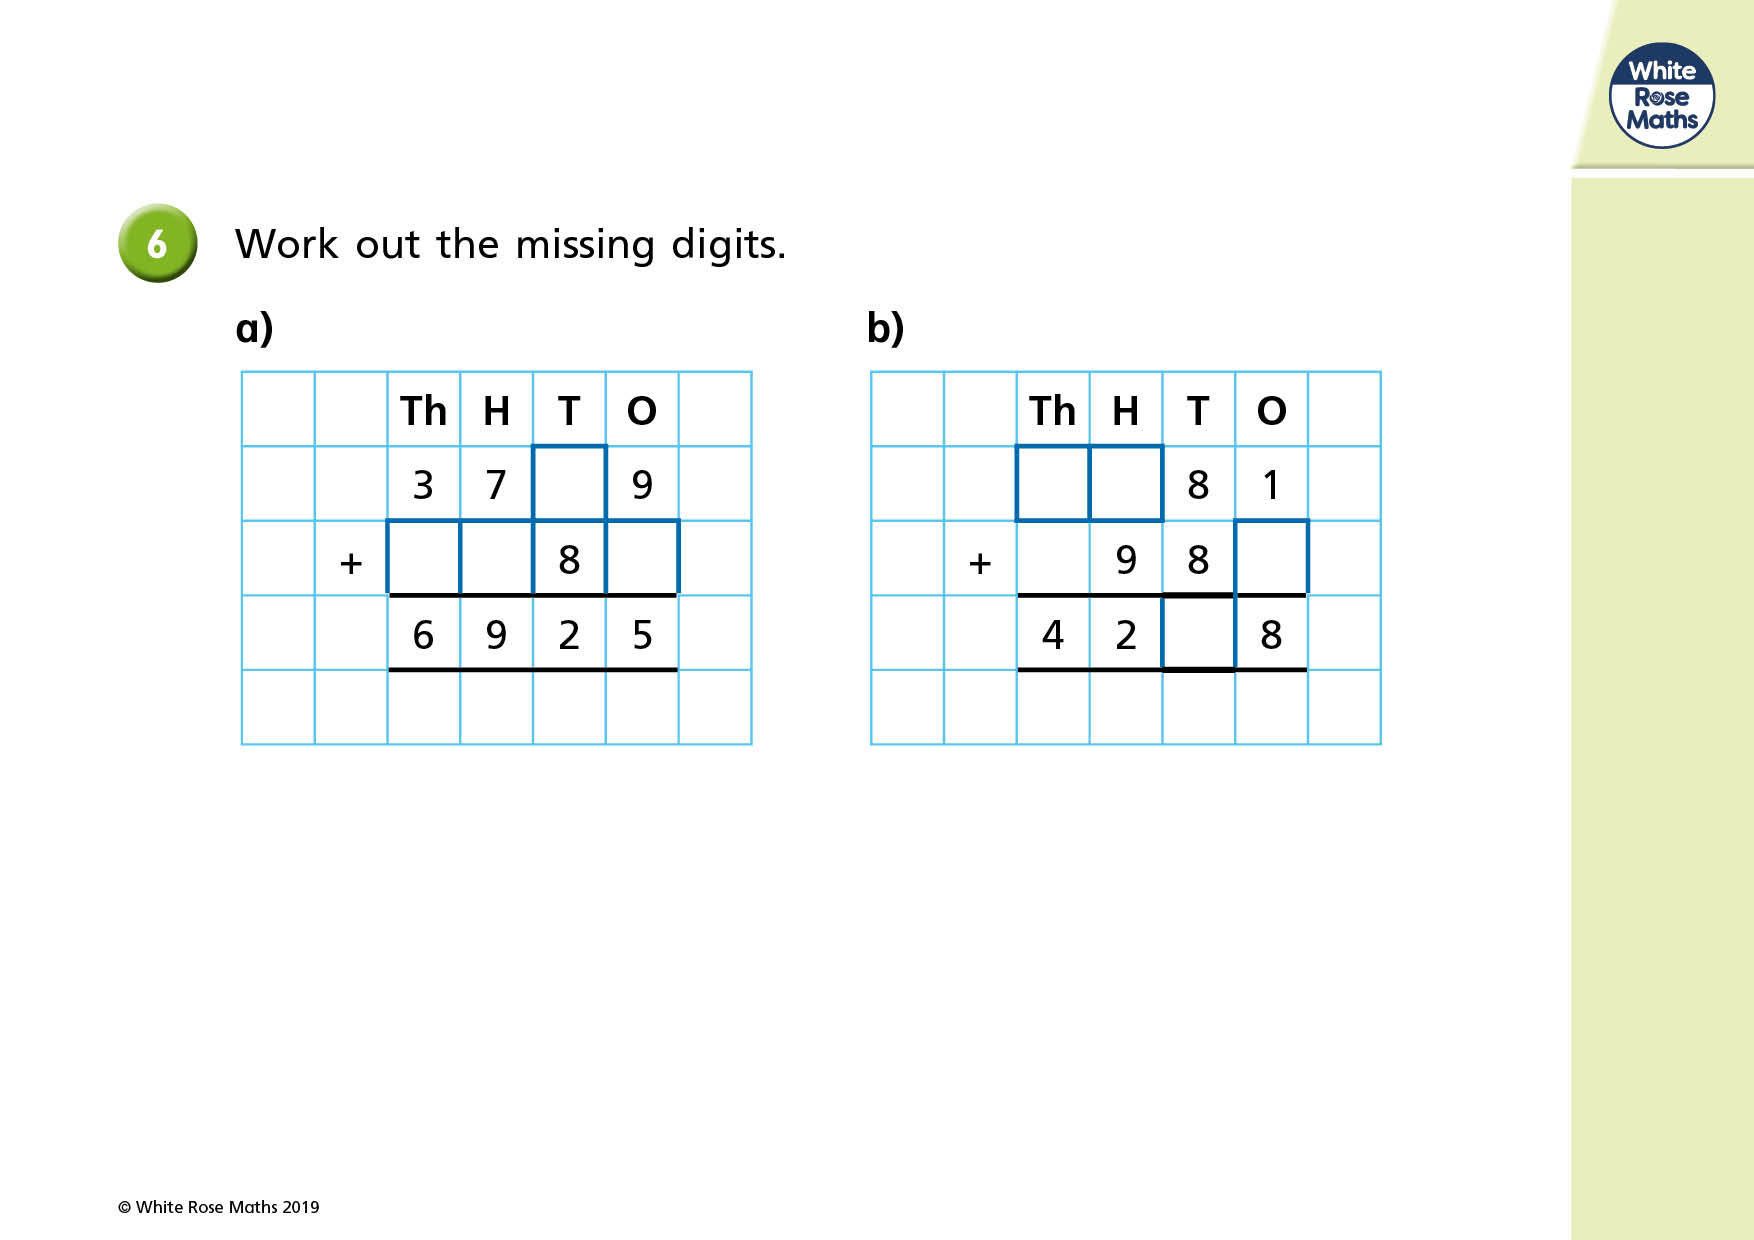 White
Rose
Maths
6 Work out the missing digits.
a)
Th H T O
3 7 9
+ 8
6 9 2 5
b)
Th H T O
8 1
+ 9 8
4 2 8
© White Rose Maths 2019